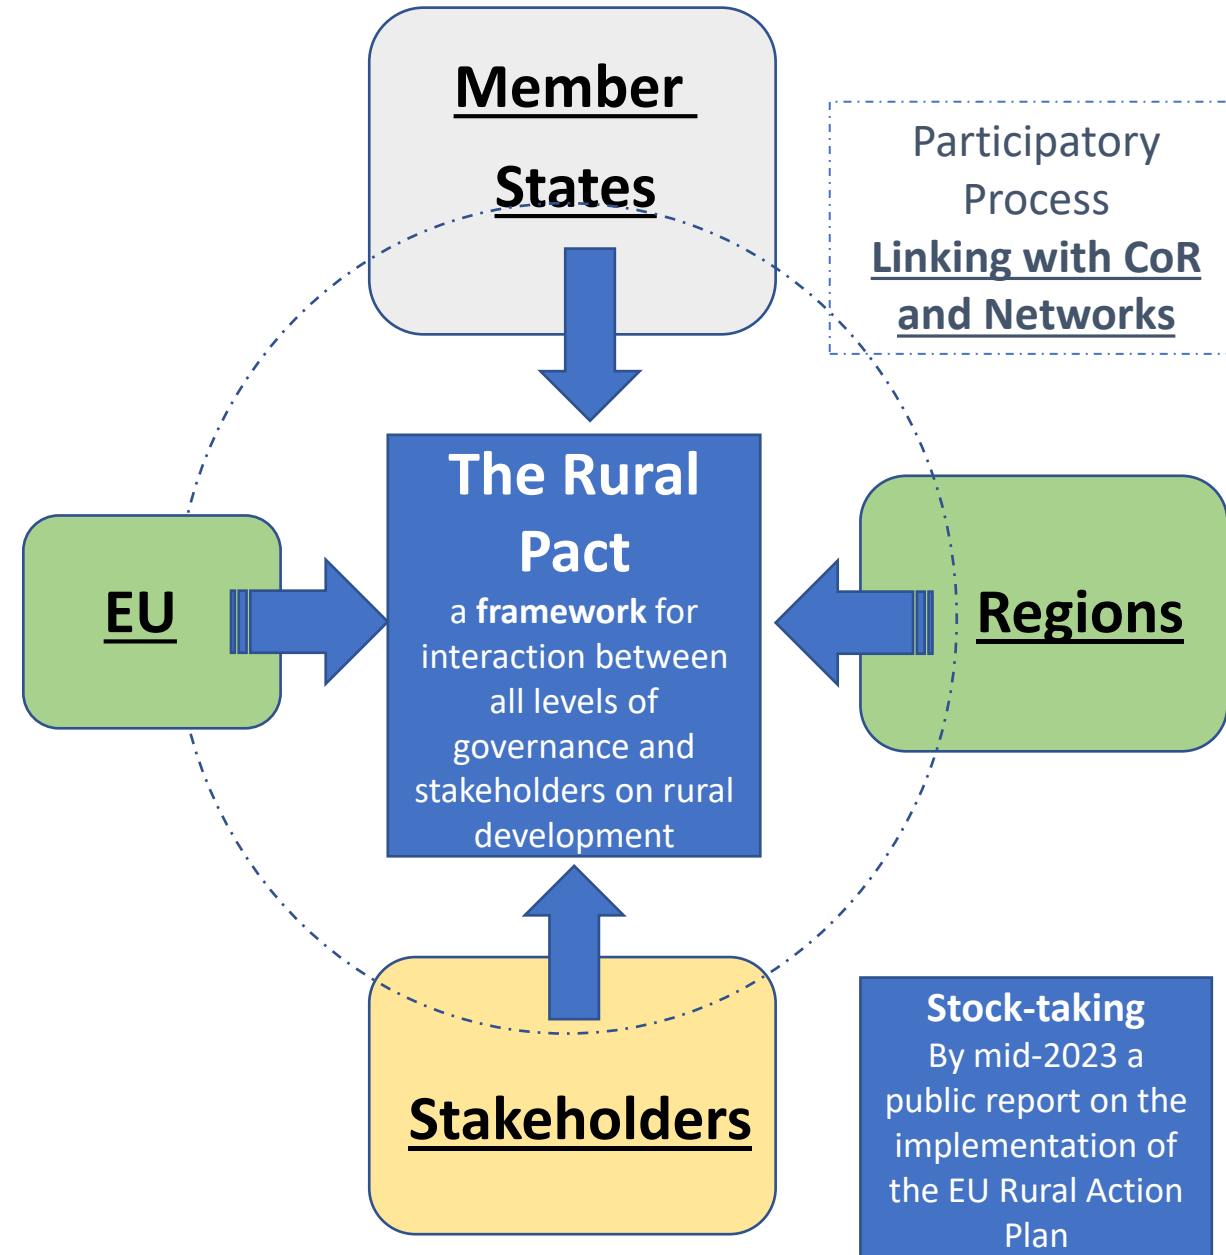 Member
States
Participatory
Process
Linking with CoR
and Networks
The Rural
Pact
a framework for
interaction between
all levels of
governance and
stakeholders on rural
development
EU
Regions
Stakeholders
Stock-taking
By mid-2023 a
public report on the
implementation of
the EU Rural Action
Plan